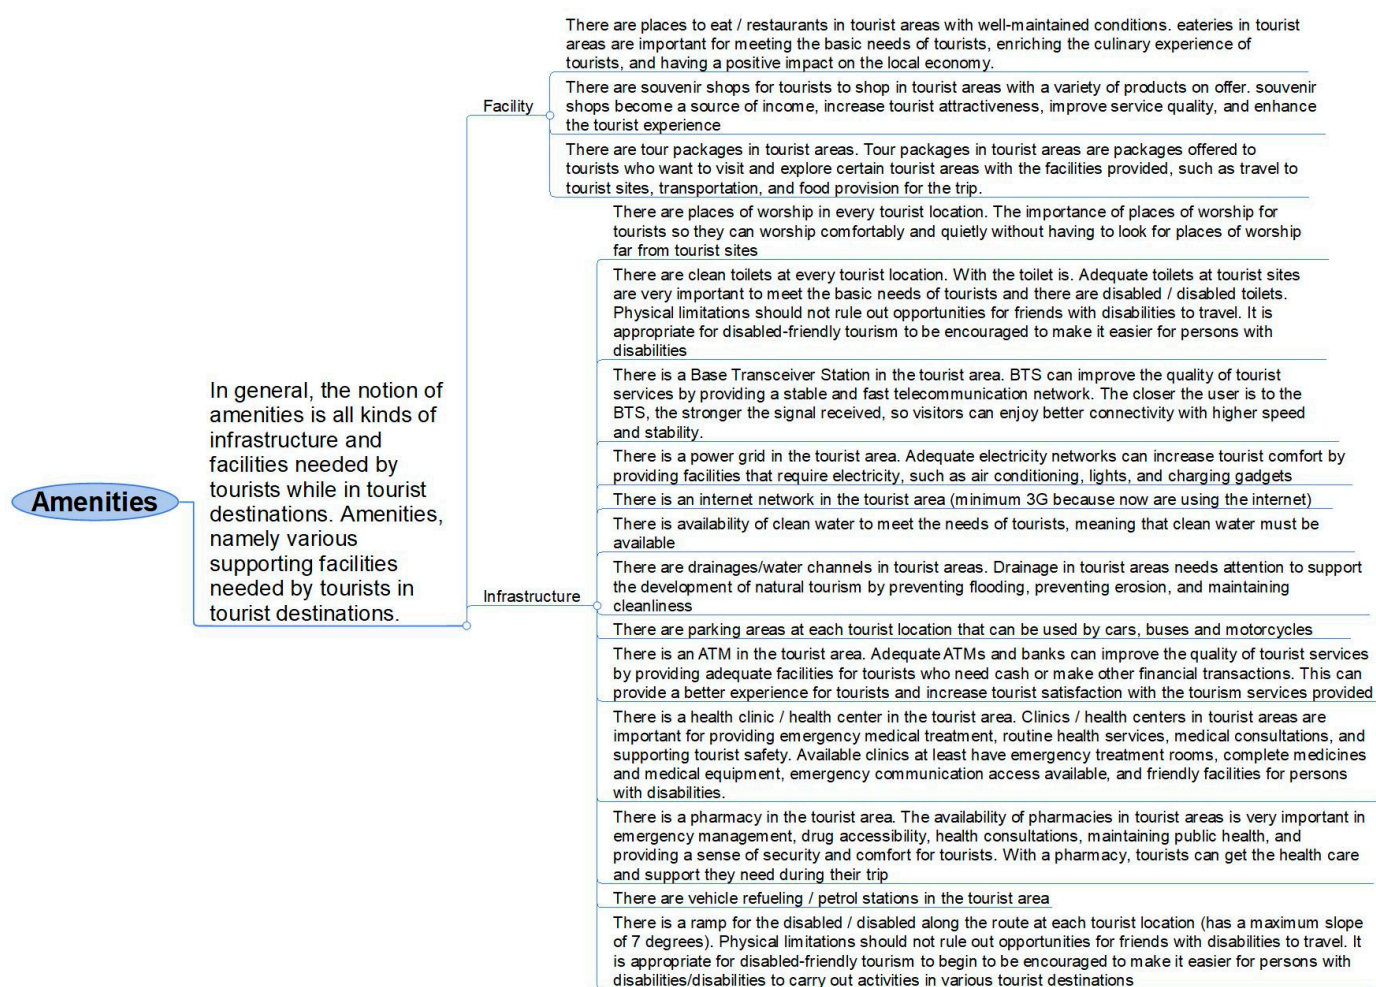 Amenities
In general, the notion of
amenities is all kinds of
infrastructure and
facilities needed by
tourists while in tourist
destinations. Amenities,
namely various
supporting facilities
needed by tourists in
tourist destinations.
Facility
There are places to eat / restaurants in tourist areas with well-maintained conditions. eateries in tourist
areas are important for meeting the basic needs of tourists, enriching the culinary experience of
tourists, and having a positive impact on the local economy.
There are souvenir shops for tourists to shop in tourist areas with a variety of products on offer. souvenir
shops become a source of income, increase tourist attractiveness, improve service quality, and enhance
the tourist experience
There are tour packages in tourist areas. Tour packages in tourist areas are packages offered to
tourists who want to visit and explore certain tourist areas with the facilities provided, such as travel to
tourist sites, transportation, and food provision for the trip.
Infrastructure
There are places of worship in every tourist location. The importance of places of worship for
tourists so they can worship comfortably and quietly without having to look for places of worship
far from tourist sites
There are clean toilets at every tourist location. With the toilet is. Adequate toilets at tourist sites
are very important to meet the basic needs of tourists and there are disabled / disabled toilets.
Physical limitations should not rule out opportunities for friends with disabilities to travel. It is
appropriate for disabled-friendly tourism to be encouraged to make it easier for persons with
disabilities
There is a Base Transceiver Station in the tourist area. BTS can improve the quality of tourist
services by providing a stable and fast telecommunication network. The closer the user is to the
BTS, the stronger the signal received, so visitors can enjoy better connectivity with higher speed
and stability.
There is a power grid in the tourist area. Adequate electricity networks can increase tourist comfort by
providing facilities that require electricity, such as air conditioning, lights, and charging gadgets
There is an internet network in the tourist area (minimum 3G because now are using the internet)
There is availability of clean water to meet the needs of tourists, meaning that clean water must be
available
There are drainages/water channels in tourist areas. Drainage in tourist areas needs attention to support
the development of natural tourism by preventing flooding, preventing erosion, and maintaining
cleanliness
There are parking areas at each tourist location that can be used by cars, buses and motorcycles
There is an ATM in the tourist area. Adequate ATMs and banks can improve the quality of tourist services
by providing adequate facilities for tourists who need cash or make other financial transactions. This can
provide a better experience for tourists and increase tourist satisfaction with the tourism services provided
There is a health clinic / health center in the tourist area. Clinics / health centers in tourist areas are
important for providing emergency medical treatment, routine health services, medical consultations, and
supporting tourist safety. Available clinics at least have emergency treatment rooms, complete medicines
and medical equipment, emergency communication access available, and friendly facilities for persons
with disabilities.
There is a pharmacy in the tourist area. The availability of pharmacies in tourist areas is very important in
emergency management, drug accessibility, health consultations, maintaining public health, and
providing a sense of security and comfort for tourists. With a pharmacy, tourists can get the health care
and support they need during their trip
There are vehicle refueling / petrol stations in the tourist area
There is a ramp for the disabled / disabled along the route at each tourist location (has a maximum slope
of 7 degrees). Physical limitations should not rule out opportunities for friends with disabilities to travel. It
is appropriate for disabled-friendly tourism to begin to be encouraged to make it easier for persons with
disabilities/disabilities to carry out activities in various tourist destinations